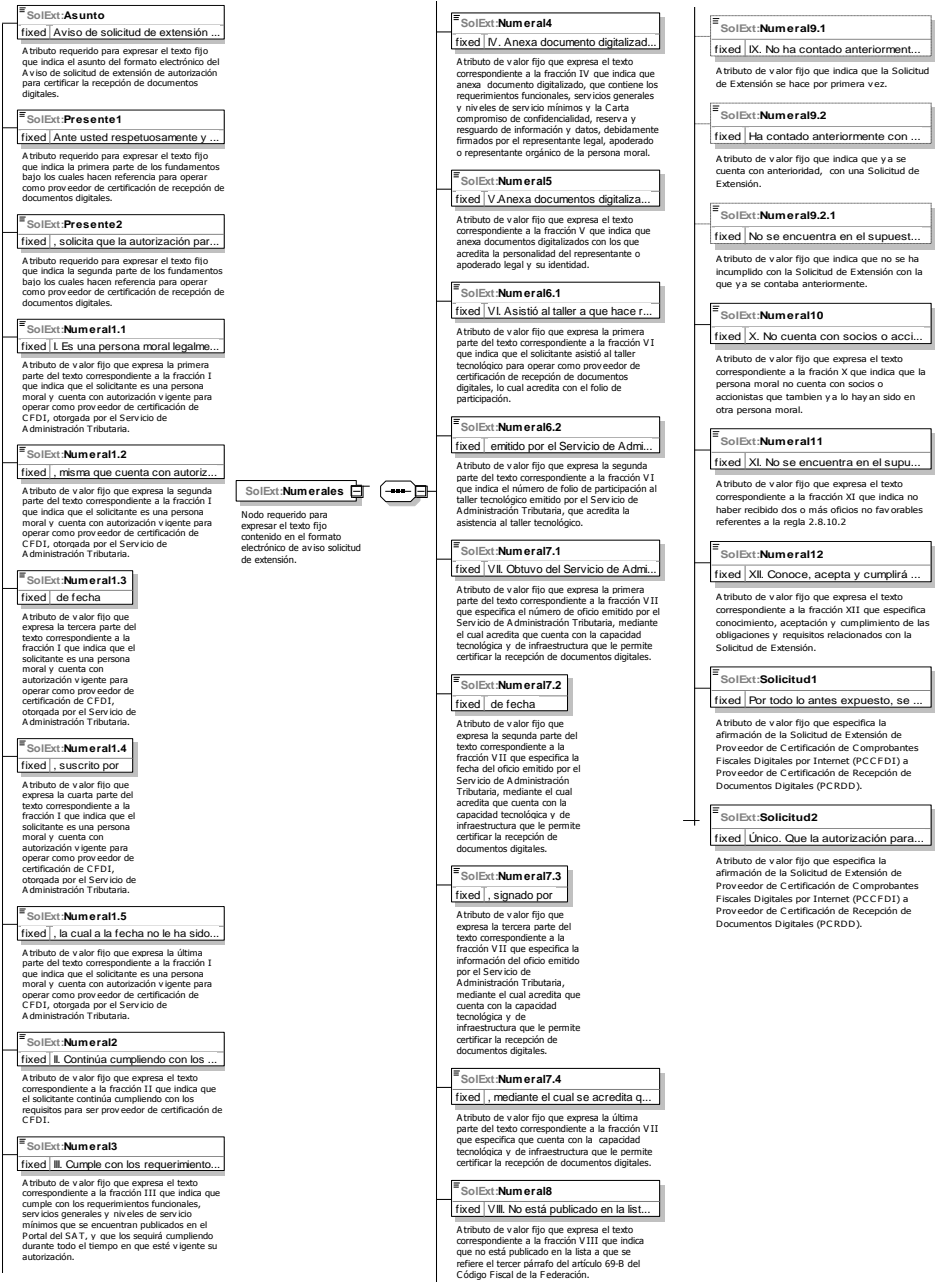 SolExt:Asunto
fixed Aviso de solicitud de extensión ...
Atributo requerido para expresar el texto fijo
que indica el asunto del formato electrónico del
Aviso de solicitud de extensión de autorización
para certificar la recepción de documentos
digitales.
SolExt:Presente1
fixed Ante usted respetuosamente y ...
Atributo requerido para expresar el texto fijo
que indica la primera parte de los fundamentos
bajo los cuales hacen referencia para operar
como proveedor de certificación de recepción de
documentos digitales.
SolExt:Presente2
fixed , solicita que la autorización par...
Atributo requerido para expresar el texto fijo
que indica la segunda parte de los fundamentos
bajo los cuales hacen referencia para operar
como proveedor de certificación de recepción de
documentos digitales.
SolExt:Numeral1.1
fixed I. Es una persona moral legalme...
Atributo de valor fijo que expresa la primera
parte del texto correspondiente a la fracción I
que indica que el solicitante es una persona
moral y cuenta con autorización vigente para
operar como proveedor de certificación de
CFDI, otorgada por el Servicio de
Administración Tributaria.
SolExt:Numeral1.2
fixed , misma que cuenta con autoriz...
Atributo de valor fijo que expresa la segunda
parte del texto correspondiente a la fracción I
que indica que el solicitante es una persona
moral y cuenta con autorización vigente para
operar como proveedor de certificación de
CFDI, otorgada por el Servicio de
Administración Tributaria.
SolExt:Numeral1.3
fixed de fecha
Atributo de valor fijo que
expresa la tercera parte del
texto correspondiente a la
fracción I que indica que el
solicitante es una persona
moral y cuenta con
autorización vigente para
operar como proveedor de
certificación de CFDI,
otorgada por el Servicio de
Administración Tributaria.
SolExt:Numeral1.4
fixed , suscrito por
Atributo de valor fijo que
expresa la cuarta parte del
texto correspondiente a la
fracción I que indica que el
solicitante es una persona
moral y cuenta con
autorización vigente para
operar como proveedor de
certificación de CFDI,
otorgada por el Servicio de
Administración Tributaria.
SolExt:Numeral1.5
fixed , la cual a la fecha no le ha sido...
Atributo de valor fijo que expresa la última
parte del texto correspondiente a la fracción I
que indica que el solicitante es una persona
moral y cuenta con autorización vigente para
operar como proveedor de certificación de
CFDI, otorgada por el Servicio de
Administración Tributaria.
SolExt:Numeral2
fixed II. Continúa cumpliendo con los ...
Atributo de valor fijo que expresa el texto
correspondiente a la fracción II que indica que
el solicitante continúa cumpliendo con los
requisitos para ser proveedor de certificación de
CFDI.
SolExt:Numeral3
fixed III. Cumple con los requerimiento...
Atributo de valor fijo que expresa el texto
correspondiente a la fracción III que indica que
cumple con los requerimientos funcionales,
servicios generales y niveles de servicio
mínimos que se encuentran publicados en el
Portal del SAT, y que los seguirá cumpliendo
durante todo el tiempo en que esté vigente su
autorización.
SolExt:Numerales
Nodo requerido para
expresar el texto fijo
contenido en el formato
electrónico de aviso solicitud
de extensión.
SolExt:Numeral4
fixed IV. Anexa documento digitalizad...
Atributo de valor fijo que expresa el texto
correspondiente a la fracción IV que indica que
anexa documento digitalizado, que contiene los
requerimientos funcionales, servicios generales
y niveles de servicio mínimos y la Carta
compromiso de confidencialidad, reserva y
resguardo de información y datos, debidamente
firmados por el representante legal, apoderado
o representante orgánico de la persona moral.
SolExt:Numeral5
fixed V.Anexa documentos digitaliza...
Atributo de valor fijo que expresa el texto
correspondiente a la fracción V que indica que
anexa documentos digitalizados con los que
acredita la personalidad del representante o
apoderado legal y su identidad.
SolExt:Numeral6.1
fixed VI. Asistió al taller a que hace r...
Atributo de valor fijo que expresa la primera
parte del texto correspondiente a la fracción VI
que indica que el solicitante asistió al taller
tecnológico para operar como proveedor de
certificación de recepción de documentos
digitales, lo cual acredita con el folio de
participación.
SolExt:Numeral6.2
fixed emitido por el Servicio de Admi...
Atributo de valor fijo que expresa la segunda
parte del texto correspondiente a la fracción VI
que indica el número de folio de participación al
taller tecnológico emitido por el Servicio de
Administración Tributaria, que acredita la
asistencia al taller tecnológico.
SolExt:Numeral7.1
fixed VII. Obtuvo del Servicio de Admi...
Atributo de valor fijo que expresa la primera
parte del texto correspondiente a la fracción VII
que especifica el número de oficio emitido por el
Servicio de Administración Tributaria, mediante
el cual acredita que cuenta con la capacidad
tecnológica y de infraestructura que le permite
certificar la recepción de documentos digitales.
SolExt:Numeral7.2
fixed de fecha
Atributo de valor fijo que
expresa la segunda parte del
texto correspondiente a la
fracción VII que especifica la
fecha del oficio emitido por el
Servicio de Administración
Tributaria, mediante el cual
acredita que cuenta con la
capacidad tecnológica y de
infraestructura que le permite
certificar la recepción de
documentos digitales.
SolExt:Numeral7.3
fixed , signado por
Atributo de valor fijo que
expresa la tercera parte del
texto correspondiente a la
fracción VII que especifica la
información del oficio emitido
por el Servicio de
Administración Tributaria,
mediante el cual acredita que
cuenta con la capacidad
tecnológica y de
infraestructura que le permite
certificar la recepción de
documentos digitales.
SolExt:Numeral7.4
fixed , mediante el cual se acredita q...
Atributo de valor fijo que expresa la última
parte del texto correspondiente a la fracción VII
que especifica que cuenta con la capacidad
tecnológica y de infraestructura que le permite
certificar la recepción de documentos digitales.
SolExt:Numeral8
fixed VIII. No está publicado en la list...
Atributo de valor fijo que expresa el texto
correspondiente a la fracción VIII que indica
que no está publicado en la lista a que se
refiere el tercer párrafo del artículo 69-B del
Código Fiscal de la Federación.
SolExt:Numeral9.1
fixed IX. No ha contado anteriorment...
Atributo de valor fijo que indica que la Solicitud
de Extensión se hace por primera vez.
SolExt:Numeral9.2
fixed Ha contado anteriormente con ...
Atributo de valor fijo que indica que ya se
cuenta con anterioridad, con una Solicitud de
Extensión.
SolExt:Numeral9.2.1
fixed No se encuentra en el supuest...
Atributo de valor fijo que indica que no se ha
incumplido con la Solicitud de Extensión con la
que ya se contaba anteriormente.
SolExt:Numeral10
fixed X. No cuenta con socios o acci...
Atributo de valor fijo que expresa el texto
correspondiente a la fración X que indica que la
persona moral no cuenta con socios o
accionistas que tambien ya lo hayan sido en
otra persona moral.
SolExt:Numeral11
fixed XI. No se encuentra en el supu...
Atributo de valor fijo que expresa el texto
correspondiente a la fracción XI que indica no
haber recibido dos o más oficios no favorables
referentes a la regla 2.8.10.2
SolExt:Numeral12
fixed XII. Conoce, acepta y cumplirá ...
Atributo de valor fijo que expresa el texto
correspondiente a la fracción XII que especifica
conocimiento, aceptación y cumplimiento de las
obligaciones y requisitos relacionados con la
Solicitud de Extensión.
SolExt:Solicitud1
fixed Por todo lo antes expuesto, se ...
Atributo de valor fijo que especifica la
afirmación de la Solicitud de Extensión de
Proveedor de Certificación de Comprobantes
Fiscales Digitales por Internet (PCCFDI) a
Proveedor de Certificación de Recepción de
Documentos Digitales (PCRDD).
SolExt:Solicitud2
fixed Único. Que la autorización para...
Atributo de valor fijo que especifica la
afirmación de la Solicitud de Extensión de
Proveedor de Certificación de Comprobantes
Fiscales Digitales por Internet (PCCFDI) a
Proveedor de Certificación de Recepción de
Documentos Digitales (PCRDD).